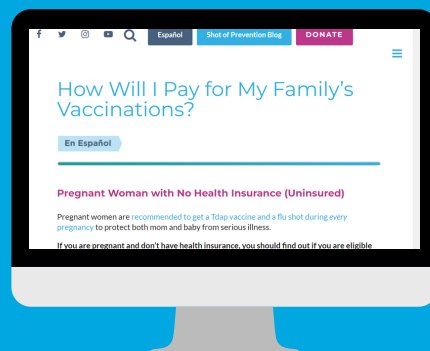 Español Shot of Prevention Blog DONATE
How Will I Pay for My Family's
Vaccinations?
En Español
Pregnant Woman with No Health Insurance (Uninsured)
Pregnant women are recommended to get a Tdap vaccine and a flu shot during every
pregnancy to protect both mom and baby from serious illness.
If you are pregnant and don't have health insurance, you should find out if you are eligible